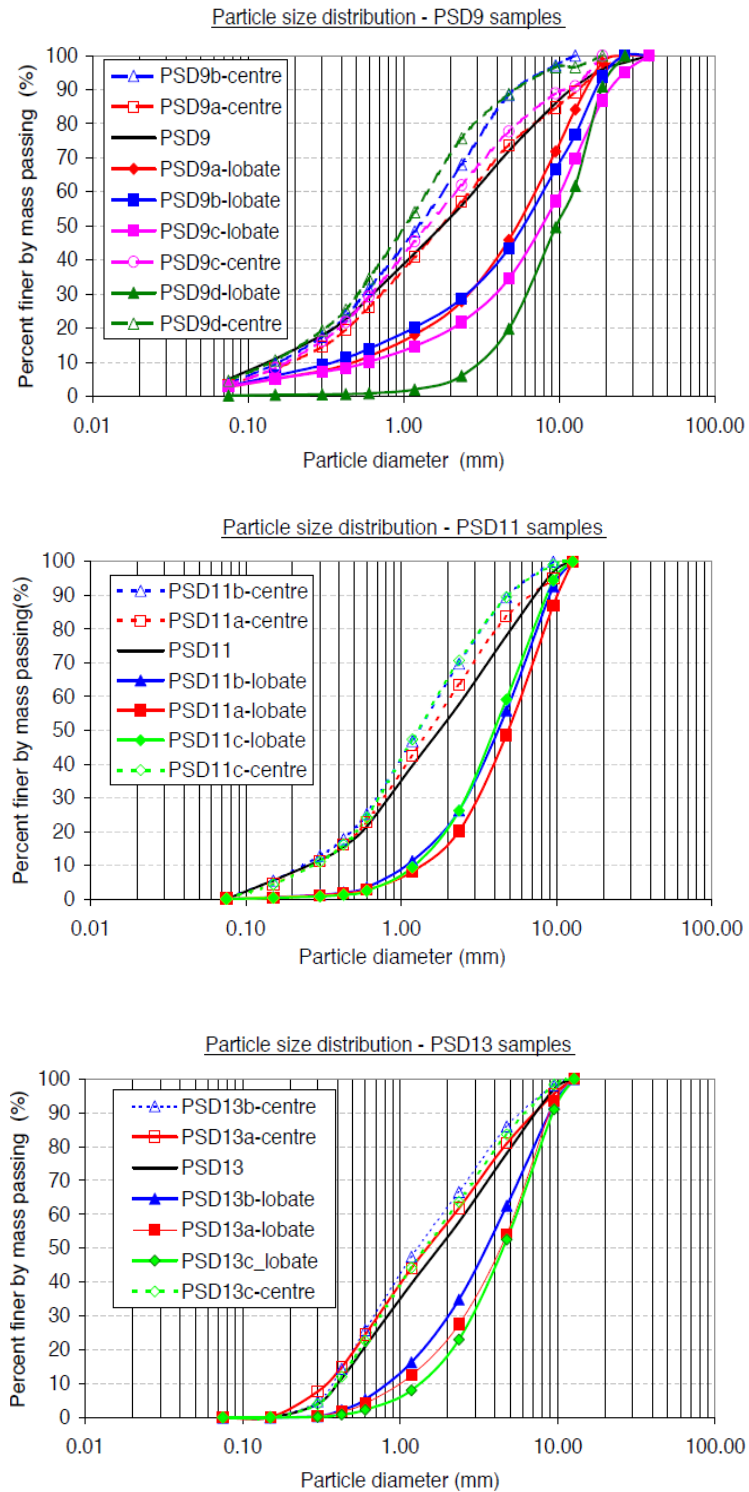 Particle size distribution - PSD9 samples
Percent finer by mass passing (%)
100
90
80
70
60
50
40
30
20
10
0
PSD9b-centre
PSD9a-centre
PSD9
PSD9a-lobate
PSD9b-lobate
PSD9c-lobate
PSD9c-centre
PSD9d-lobate
PSD9d-centre
0.01 0.10 1.00 10.00 100.00
Particle diameter (mm)
Particle size distribution - PSD11 samples
Percent finer by mass passing(%)
100
90
80
70
60
50
40
30
20
10
0
PSD11b-centre
PSD11a-centre
PSD11
PSD11b-lobate
PSD11a-lobate
PSD11c-lobate
PSD11c-centre
0.01 0.10 1.00 10.00 100.00
Particle diameter (mm)
Particle size distribution - PSD13 samples
Percent finer by mass passing (%)
100
90
80
70
60
50
40
30
20
10
0
PSD13b-centre
PSD13a-centre
PSD13
PSD13b-lobate
PSD13a-lobate
PSD13c_lobate
PSD13c-centre
0.01 0.10 1.00 10.00 100.00
Particle diameter (mm)